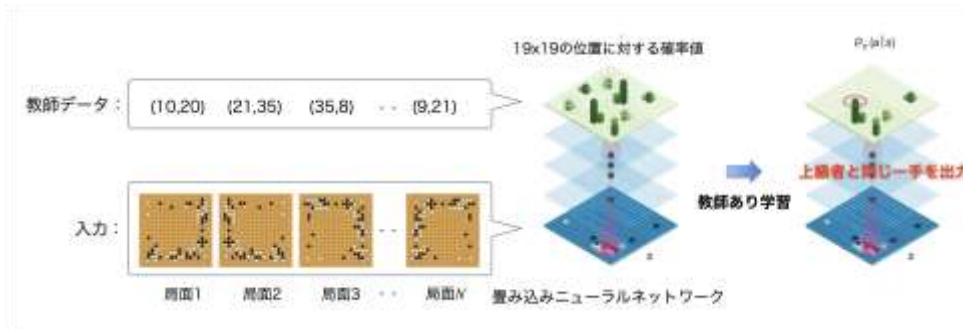 19x19の位置に対する確率値
教師データ：
(10,20) (21,35) (35,8) ・・ (9,21)
入力：
・・
局面1 局面2 局面3 ・・ 局面N
畳み込みニューラルネットワーク
s
教師あり学習
上級者と同じ一手を出力
s